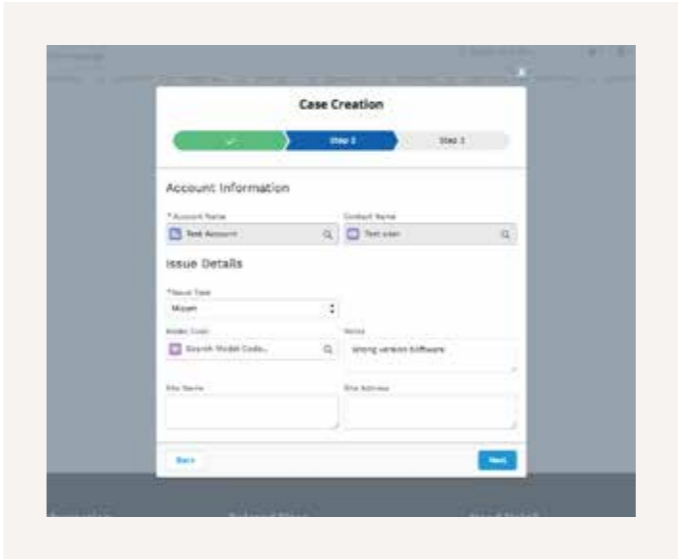 Case Creation
Step 2
Step 3
Account Information
* Account Name
Contact Name
Test Account
Test user
Issue Details
* Issue Type
Model Code
Notes
Search Model Code...
wrong version software
Site Name
Site Address
Back
Next